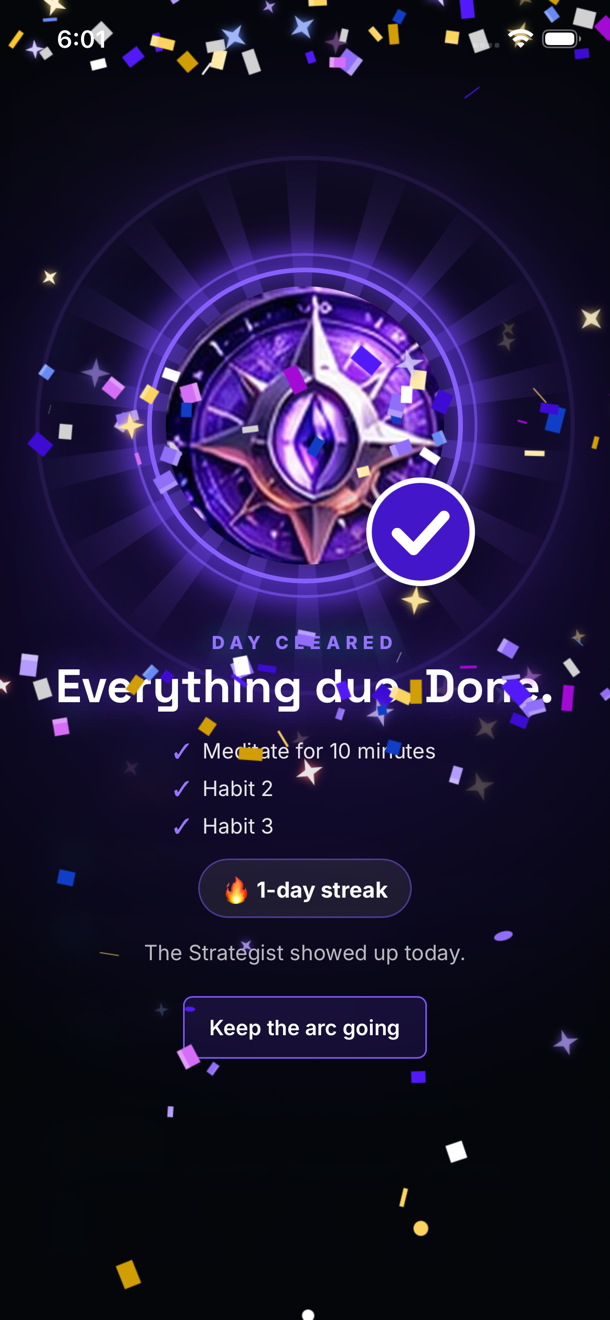 6:01
DAY CLEARED
Everything due. Done.
✓ Meditate for 10 minutes
✓ Habit 2
✓ Habit 3
🔥 1-day streak
The Strategist showed up today.
Keep the arc going